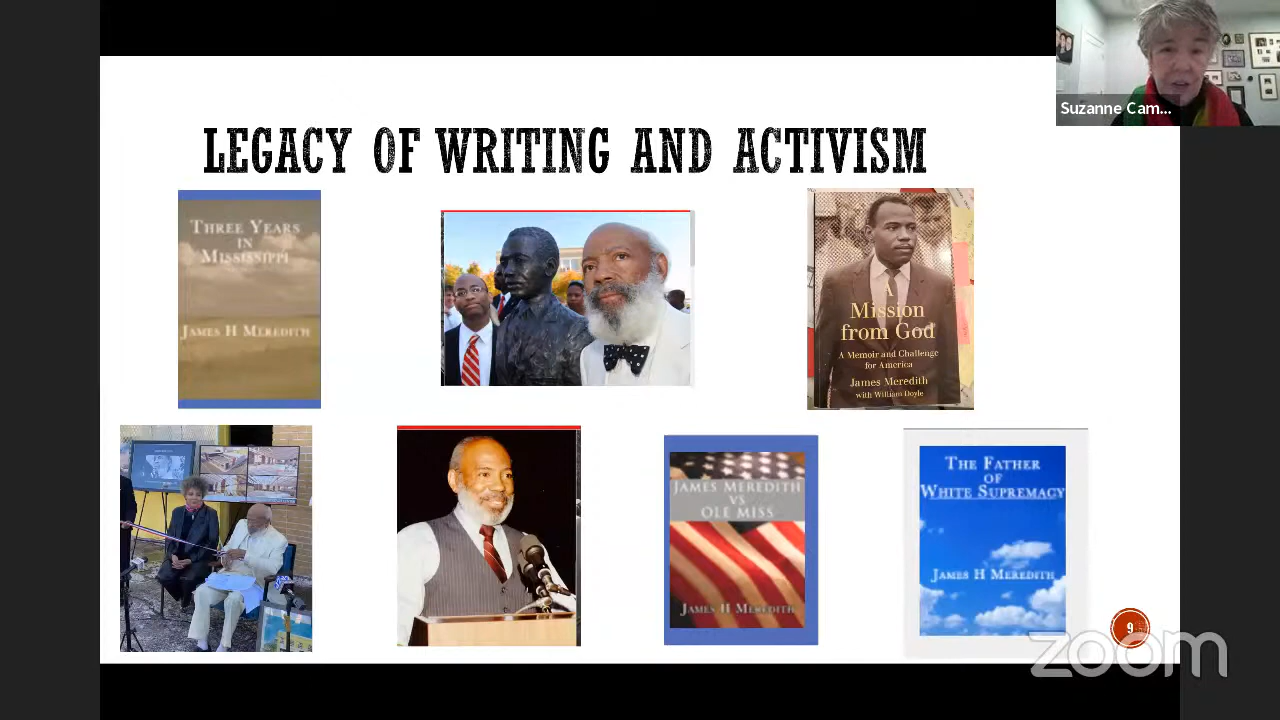 Suzanne Cam...
LEGACY OF WRITING AND ACTIVISM
THREE YEARS
IN
MISSISSIPPI
JAMES H MEREDITH
A
Mission
from God
A Memoir and Challenge
for America
James Meredith
with William Doyle
JAMES MEREDITH
VS
OLE MISS
JAMES H MEREDITH
THE FATHER
OF
WHITE SUPREMACY
JAMES H MEREDITH
9
zoom